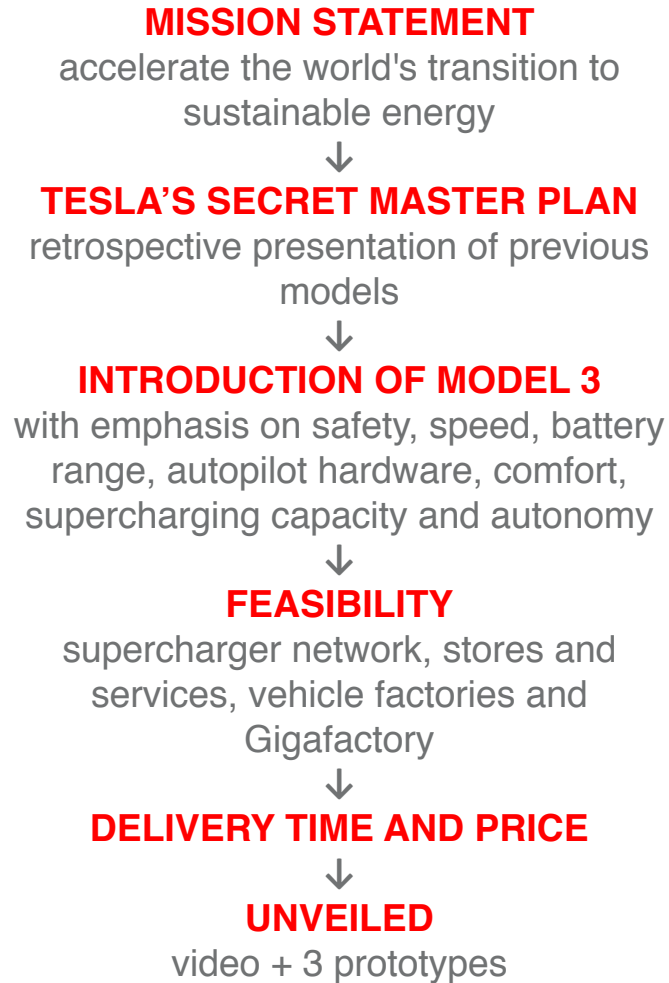 MISSION STATEMENT
accelerate the world's transition to
sustainable energy
↓
TESLA’S SECRET MASTER PLAN
retrospective presentation of previous
models
↓
INTRODUCTION OF MODEL 3
with emphasis on safety, speed, battery
range, autopilot hardware, comfort,
supercharging capacity and autonomy
↓
FEASIBILITY
supercharger network, stores and
services, vehicle factories and
Gigafactory
↓
DELIVERY TIME AND PRICE
↓
UNVEILED
video + 3 prototypes